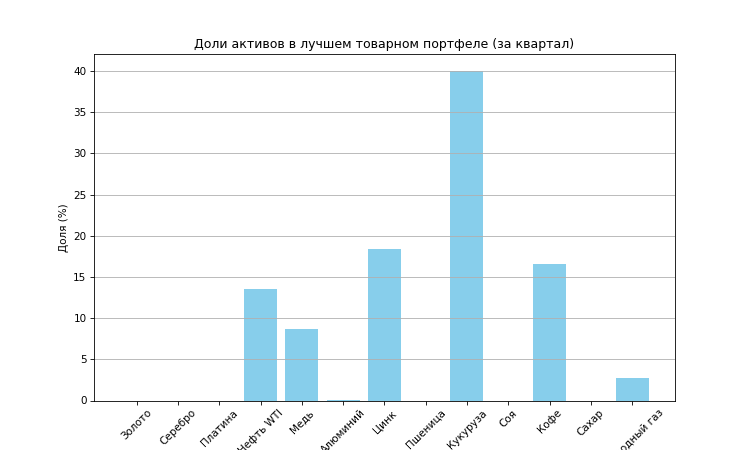 Доли активов в лучшем товарном портфеле (за квартал)
Доля (%)
40
35
30
25
20
15
10
5
0
Золото
Серебро
Платина
Нефть WTI
Медь
Алюминий
Цинк
Пшеница
Кукуруза
Соя
Кофе
Сахар
газ